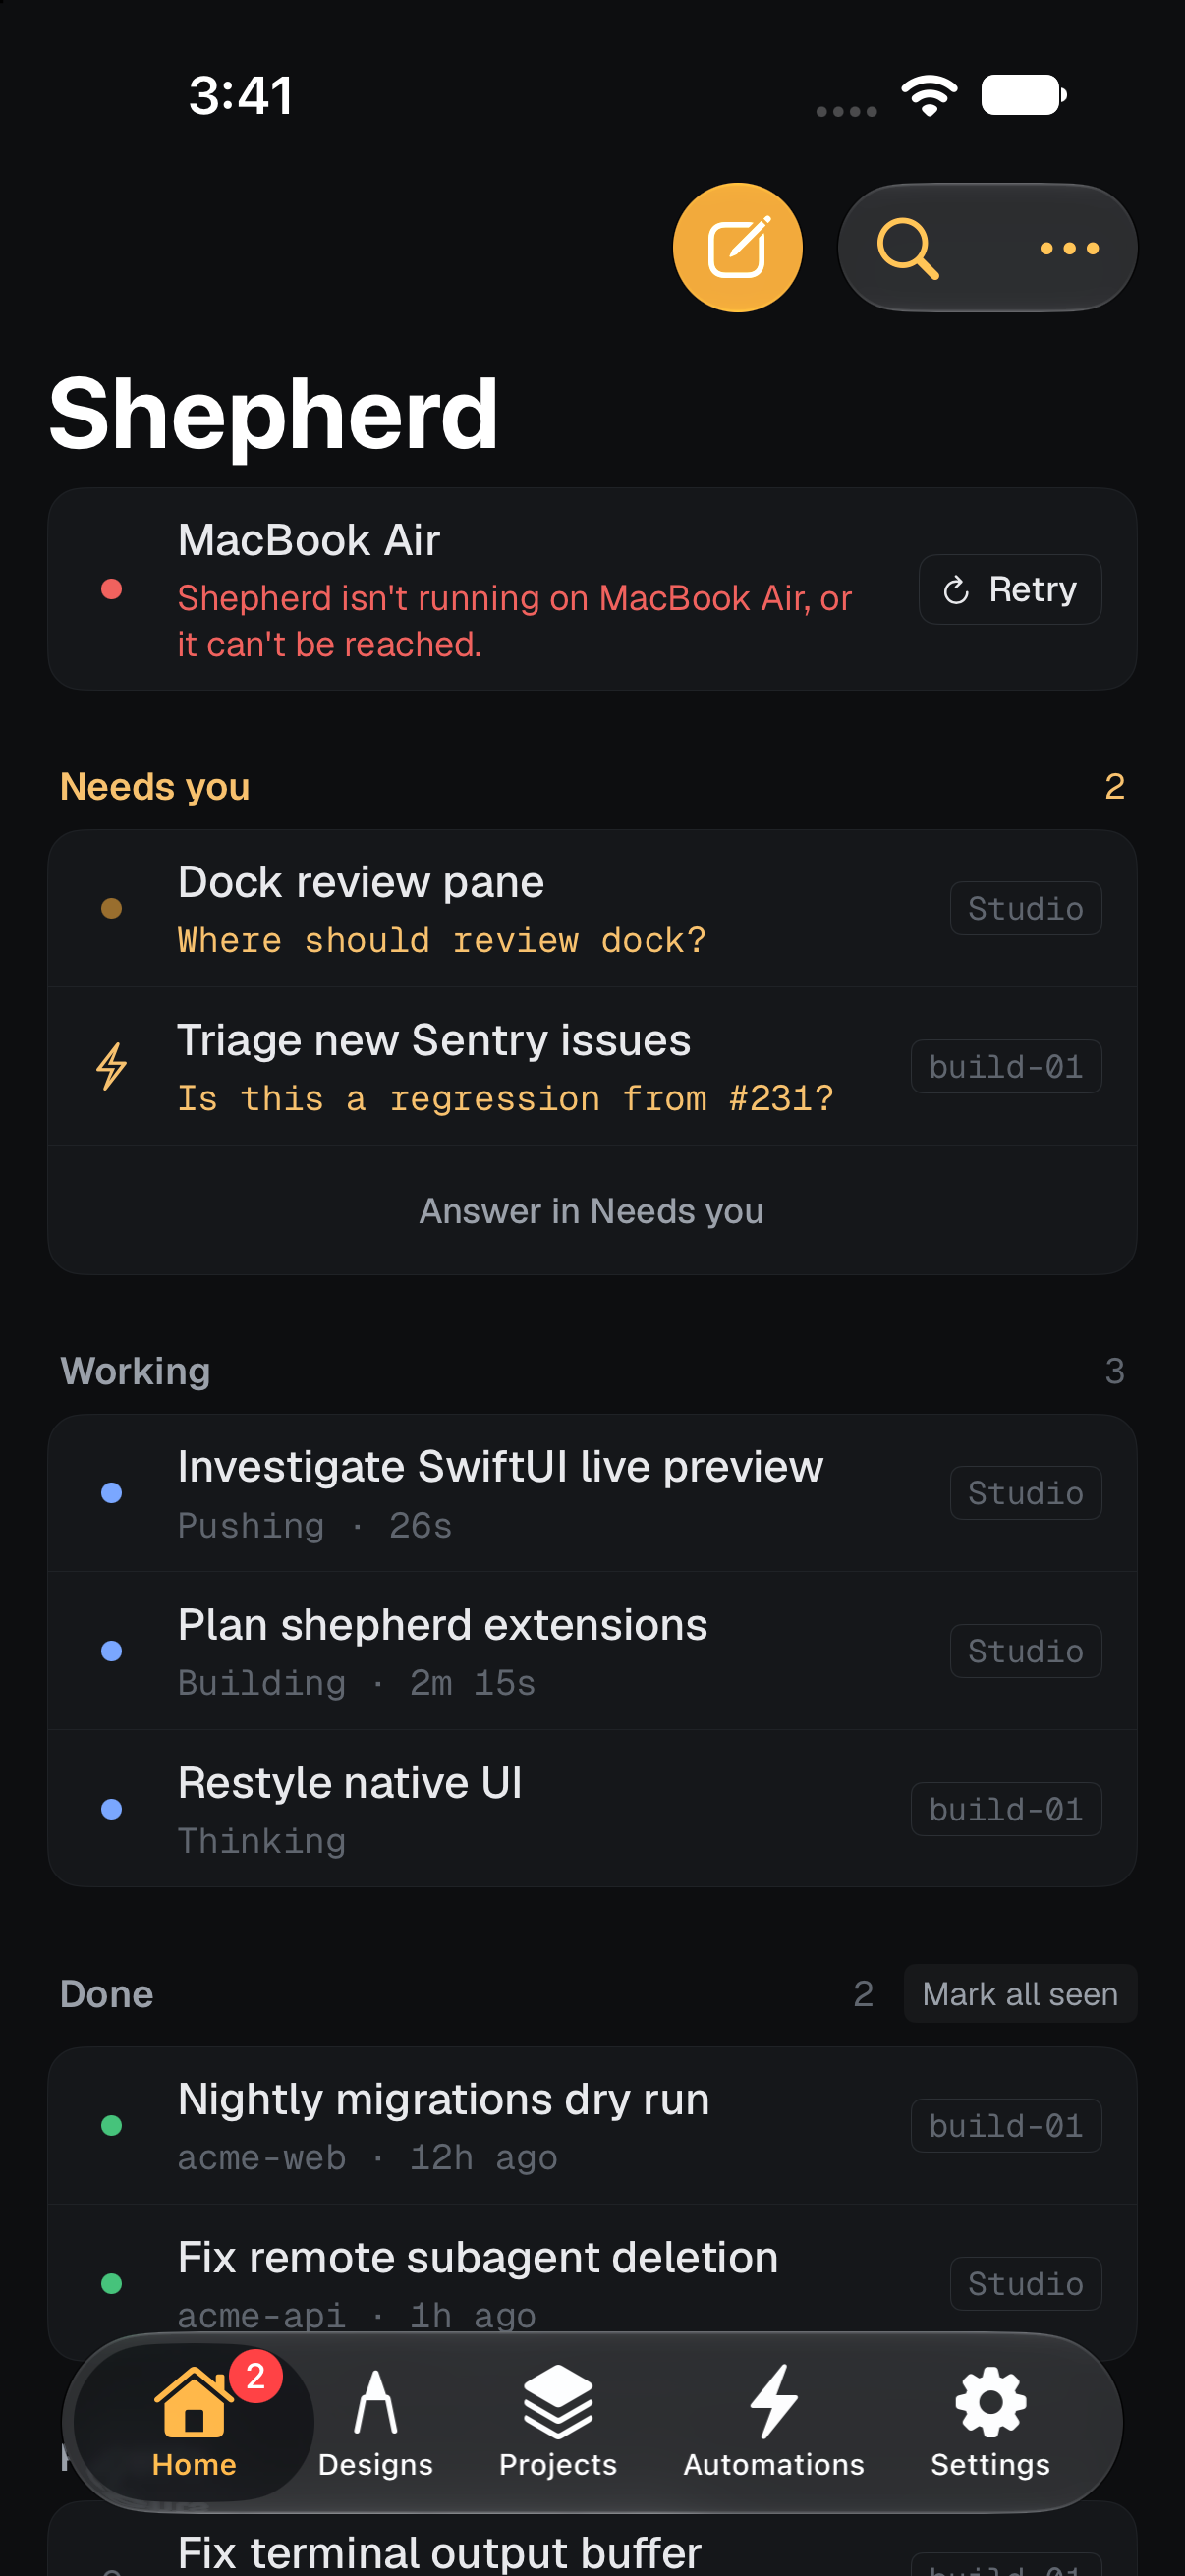 3:41
Shepherd
MacBook Air
Shepherd isn't running on MacBook Air, or
it can't be reached.
Retry
Needs you
2
Dock review pane
Where should review dock?
Studio
Triage new Sentry issues
Is this a regression from #231?
build-01
Answer in Needs you
Working
3
Investigate SwiftUI live preview
Pushing · 26s
Studio
Plan shepherd extensions
Building · 2m 15s
Studio
Restyle native UI
Thinking
build-01
Done
2
Mark all seen
Nightly migrations dry run
acme-web · 12h ago
build-01
Fix remote subagent deletion
acme-api · 1h ago
Studio
2
Home
Designs
Projects
Automations
Settings
Fix terminal output buffer
build-01